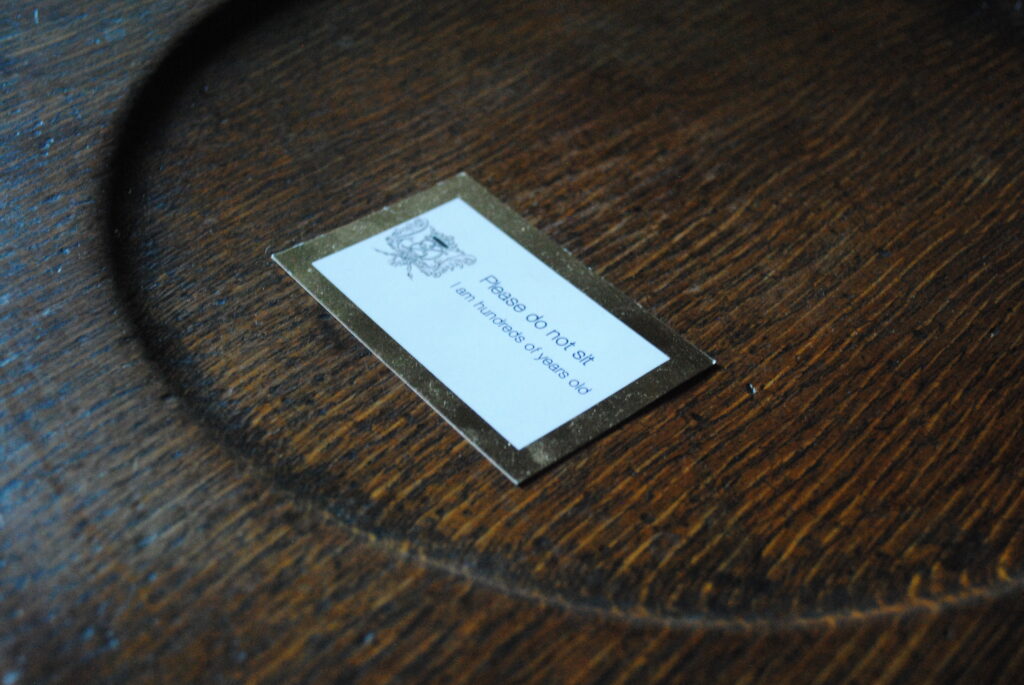 Please do not sit
I am hundreds of years old